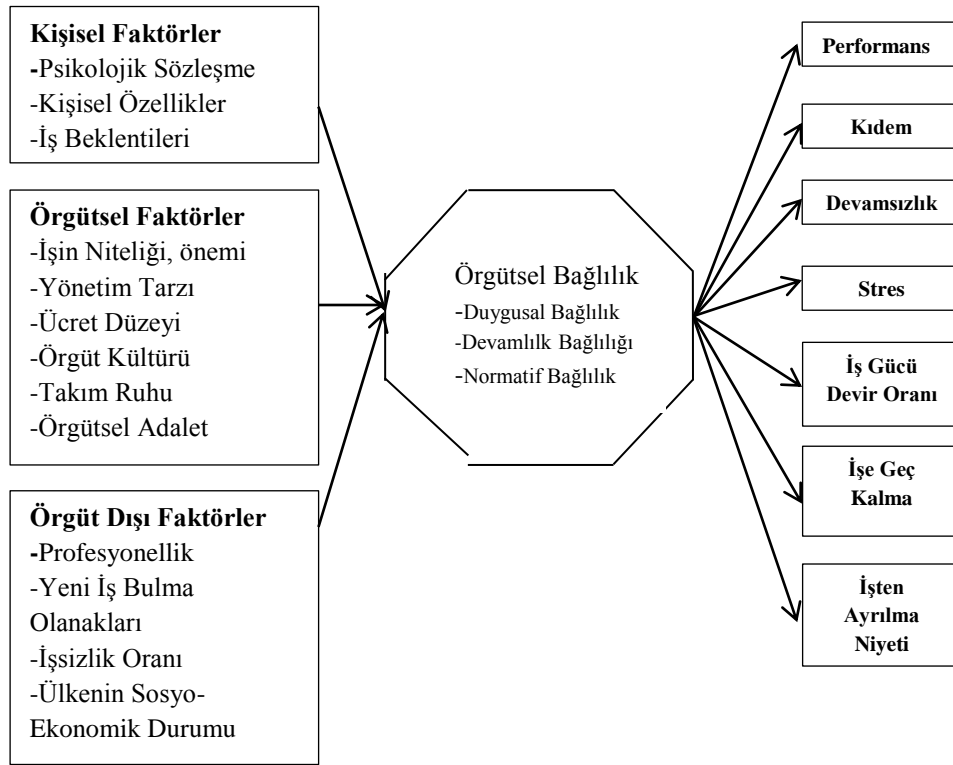 Kişisel Faktörler
-Psikolojik Sözleşme
-Kişisel Özellikler
-İş Beklentileri
Örgütsel Faktörler
-İşin Niteliği, önemi
-Yönetim Tarzı
-Ücret Düzeyi
-Örgüt Kültürü
-Takım Ruhu
-Örgütsel Adalet
Örgüt Dışı Faktörler
-Profesyonellik
-Yeni İş Bulma
Olanakları
-İşsizlik Oranı
-Ülkenin Sosyo-
Ekonomik Durumu
Örgütsel Bağlılık
-Duygusal Bağlılık
-Devamlılk Bağlılığı
-Normatif Bağlılık
Performans
Kıdem
Devamsızlık
Stres
İş Gücü
Devir Oranı
İşe Geç
Kalma
İşten
Ayrılma
Niyeti